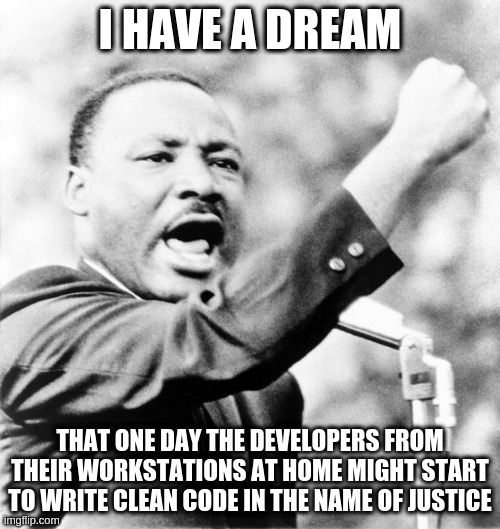 I HAVE A DREAM
THAT ONE DAY THE DEVELOPERS FROM
THEIR WORKSTATIONS AT HOME MIGHT START
TO WRITE CLEAN CODE IN THE NAME OF JUSTICE
imgflip.com